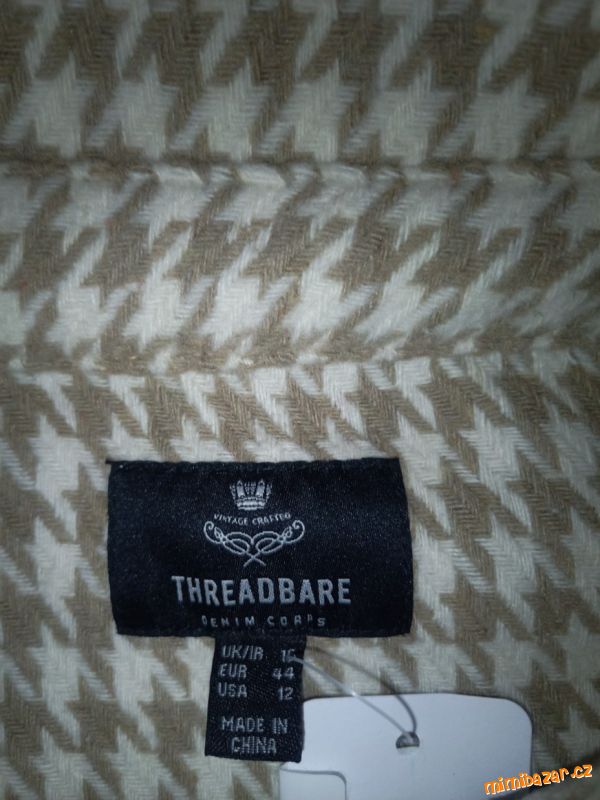 VINTAGE CRAFTED
THREADBARE
DENIM CORPS
UK/IR 16
EUR 44
USA 12
MADE IN
CHINA
mimibazar.cz